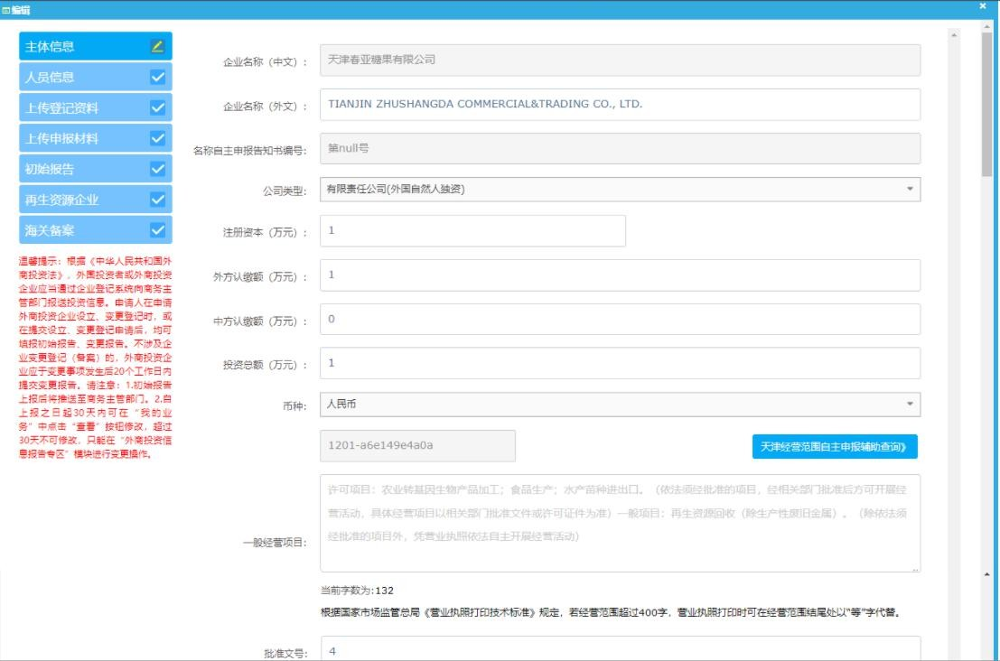 编辑
主体信息
人员信息
上传登记资料
上传申报材料
初始报告
再生资源企业
海关备案
温馨提示：根据《中华人民共和国外
商投资法》，外国投资者或外商投资
企业应当通过企业登记系统向商务主
管部门报送投资信息。申请人在申请
外商投资企业设立、变更登记时，或
在提交设立、变更登记申请后，均可
填报初始报告、变更报告。不涉及企
业变更登记（备案）的，外商投资企
业应于变更事项发生后20个工作日内
提交变更报告。请注意：1.初始报告
上报后将推送至商务主管部门。2.自
上报之日起30天内可在“我的业
务”中点击“查看”按钮修改，超过
30天不可修改，只能在“外商投资信
息报告专区”模块进行变更操作。
企业名称（中文）： 天津春亚糖果有限公司
企业名称（外文）： TIANJIN ZHUSHANGDA COMMERCIAL&TRADING CO., LTD.
名称自主申报告知书编号： 第null号
公司类型： 有限责任公司(外国自然人独资)
注册资本（万元）： 1
外方认缴额（万元）： 1
中方认缴额（万元）： 0
投资总额（万元）： 1
币种： 人民币
1201-a6e149e4a0a 天津经营范围自主申报辅助查询》
一般经营项目：
许可项目：农业转基因生物产品加工；食品生产；水产苗种进出口。（依法须经批准的项目，经相关部门批准后方可开展经
营活动，具体经营项目以相关部门批准文件或许可证件为准）一般项目：再生资源回收（除生产性废旧金属）。（除依法须
经批准的项目外，凭营业执照依法自主开展经营活动）
当前字数为:132
根据国家市场监管总局《营业执照打印技术标准》规定，若经营范围超过400字，营业执照打印时可在经营范围结尾处以“等”字代替。
批准文号： 4